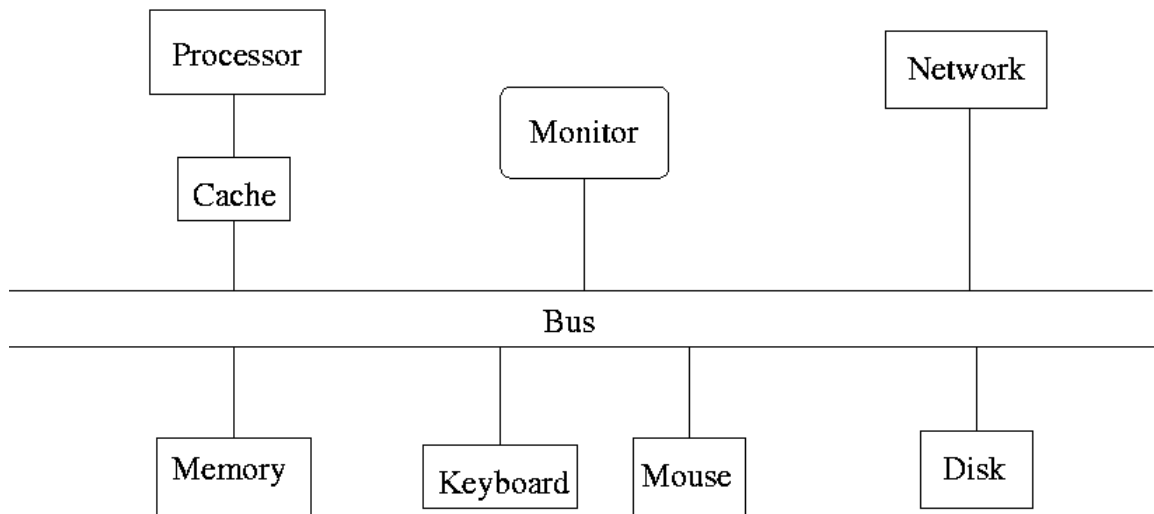 Processor
Network
Monitor
Cache
Bus
Memory
Keyboard
Mouse
Disk